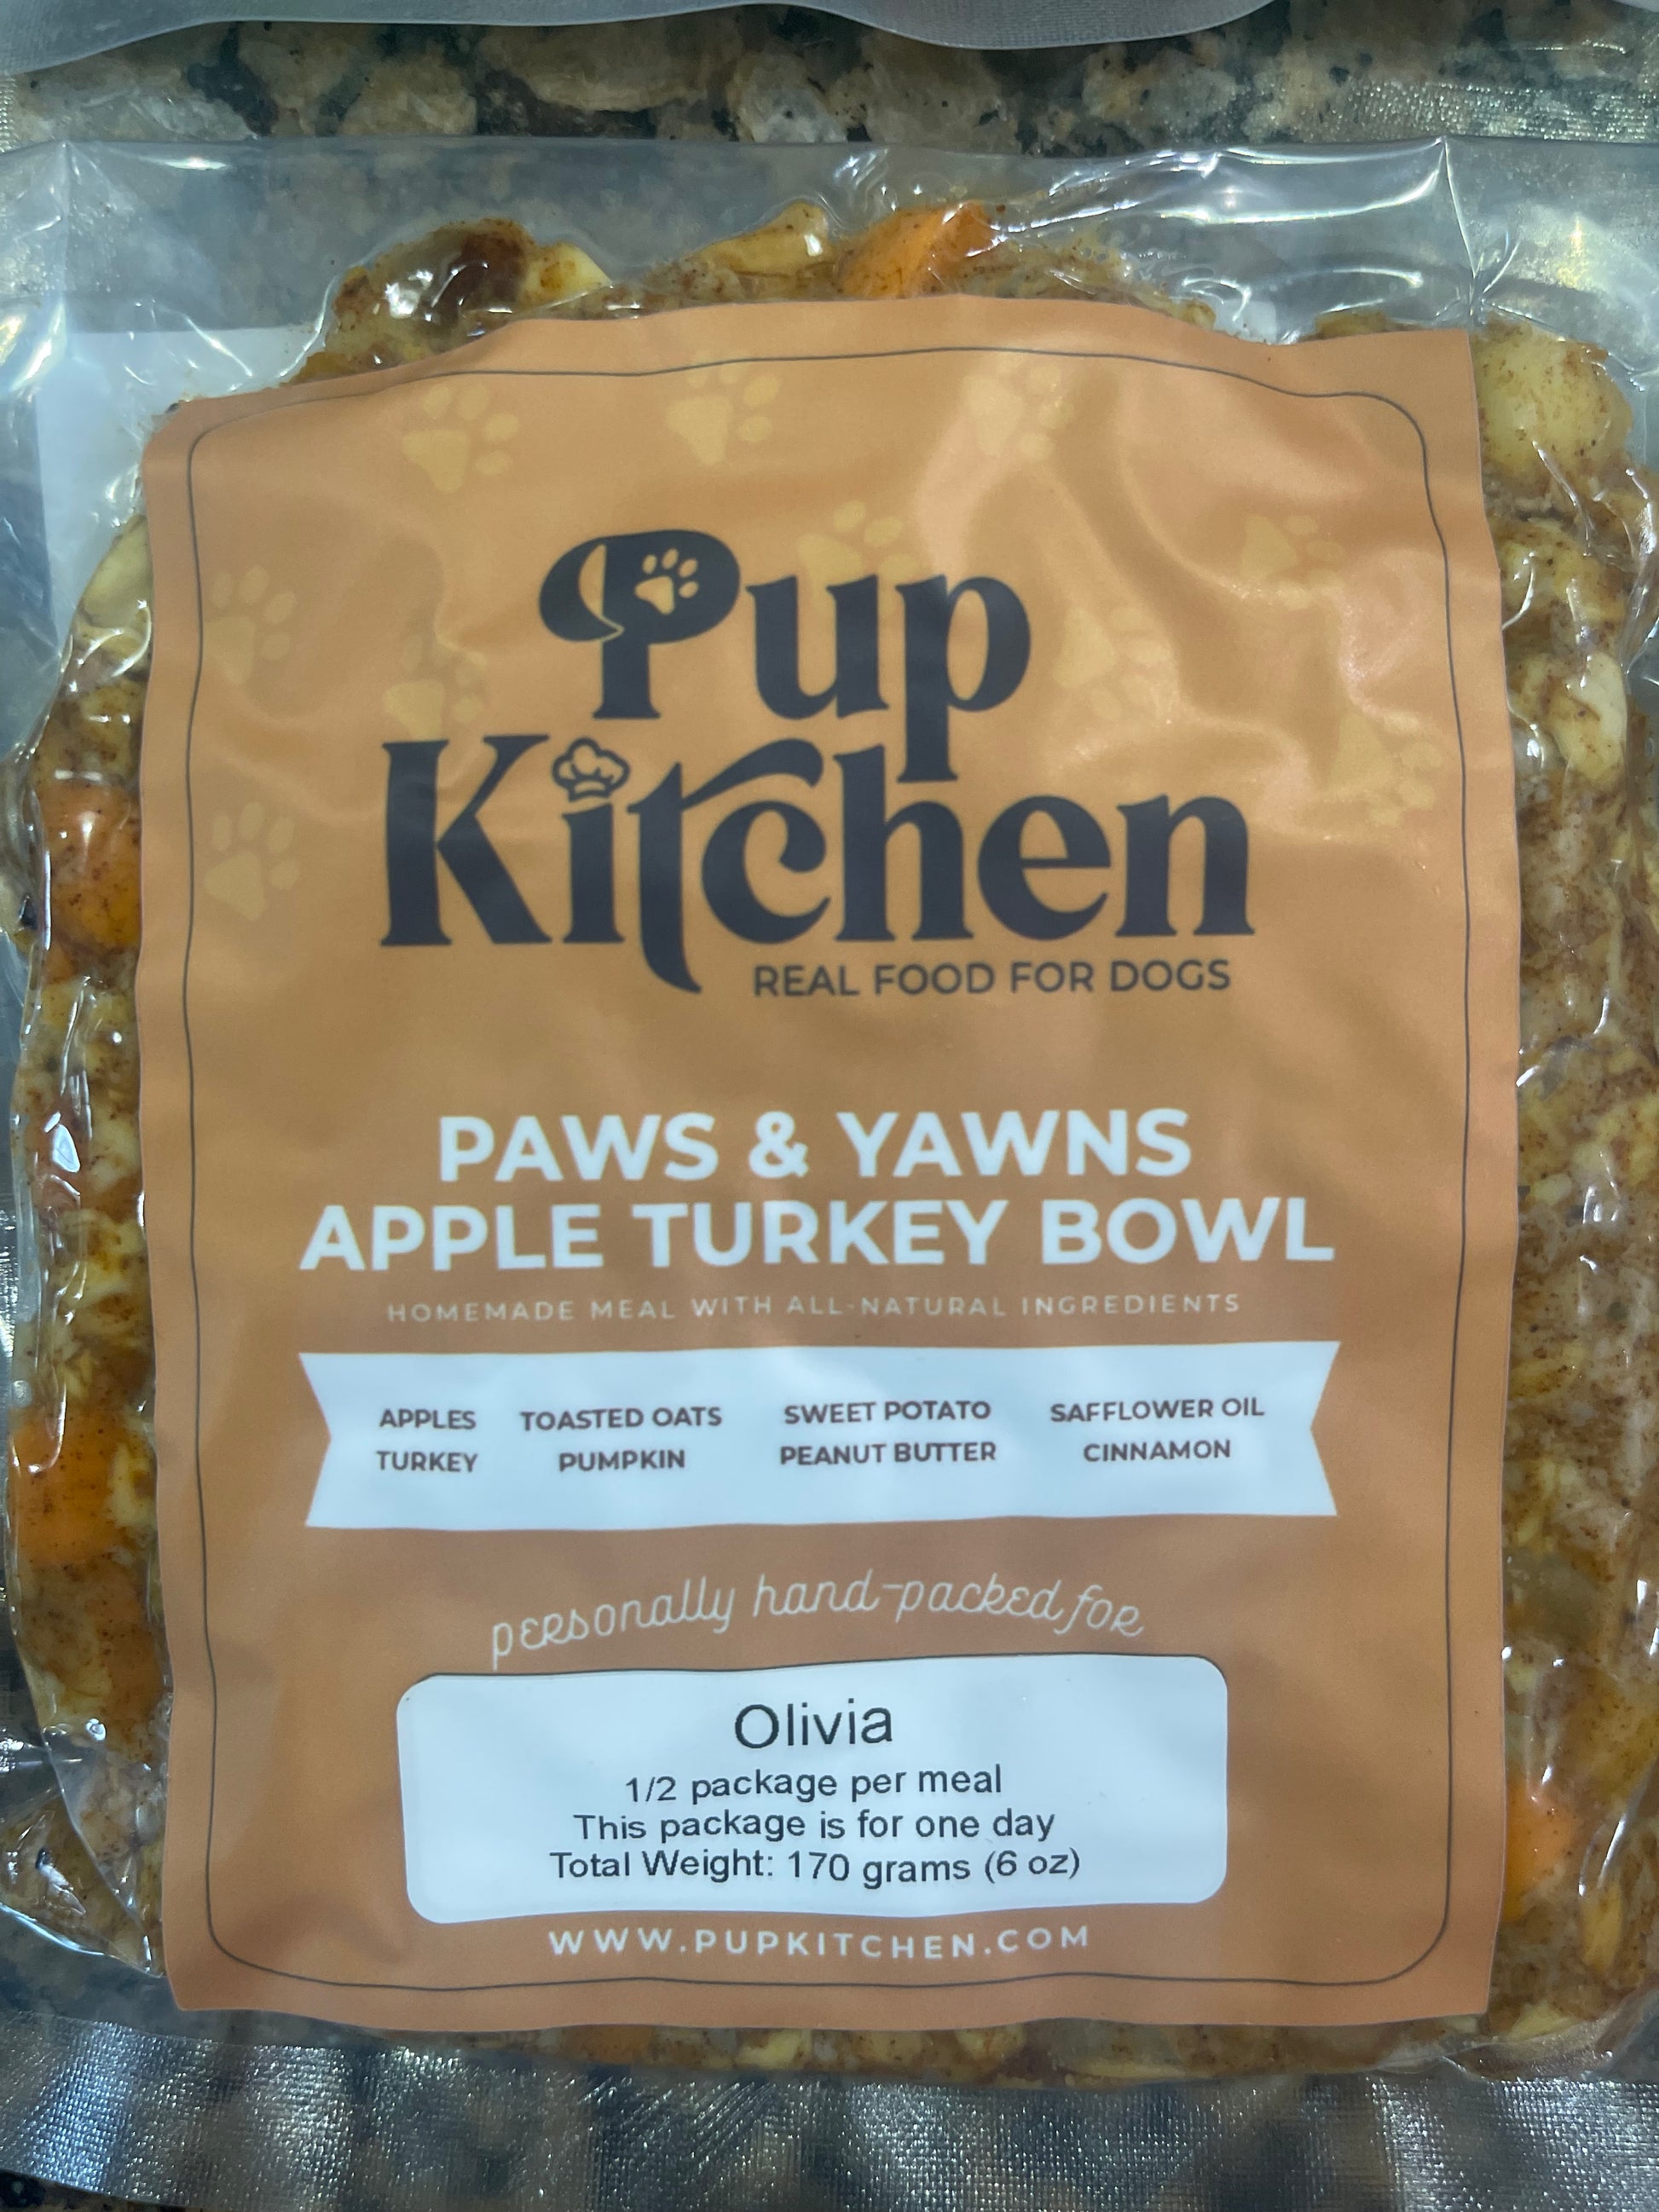 Pup
Kitchen
REAL FOOD FOR DOGS
PAWS & YAWNS
APPLE TURKEY BOWL
HOMEMADE MEAL WITH ALL-NATURAL INGREDIENTS
APPLES TOASTED OATS SWEET POTATO SAFFLOWER OIL
TURKEY PUMPKIN PEANUT BUTTER CINNAMON
personally hand-packed for
Olivia
1/2 package per meal
This package is for one day
Total Weight: 170 grams (6 oz)
WWW.PUPKITCHEN.COM